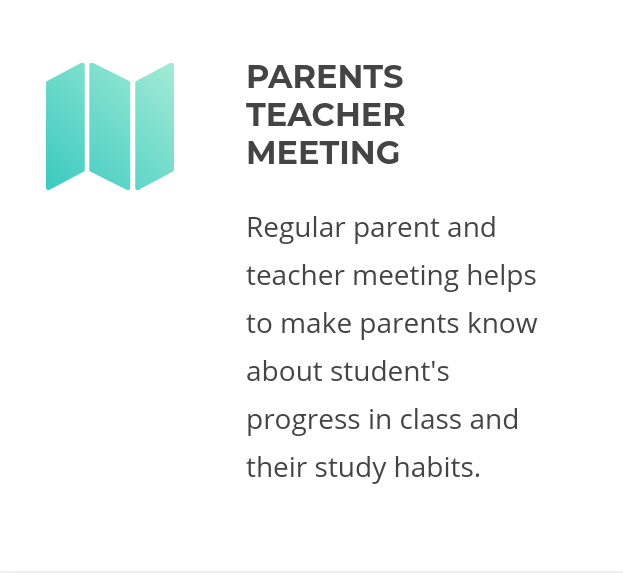 PARENTS
TEACHER
MEETING
Regular parent and
teacher meeting helps
to make parents know
about student's
progress in class and
their study habits.